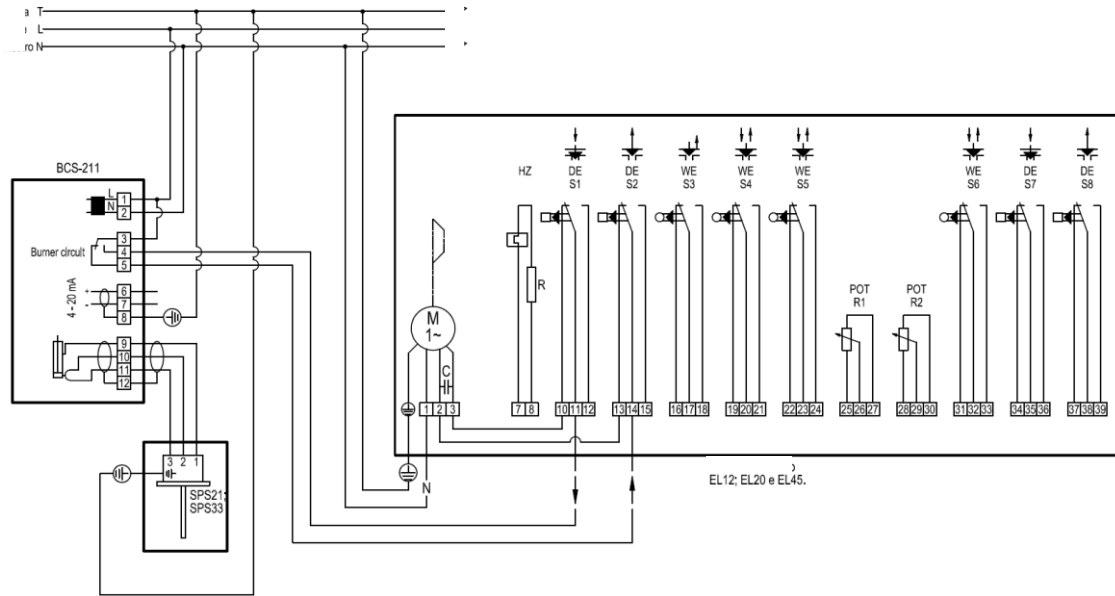 T
L
N
BCS-211
L 1
N 2
3
Burner circuit 4
5
4 - 20 mA
+ 6
- 7
8
9
10
11
12
3 2 1
SPS21;
SPS33
M
1~
C
N
HZ
R
DE
S1
DE
S2
WE
S3
WE
S4
WE
S5
WE
S6
DE
S7
DE
S8
POT
R1
POT
R2
1 2 3
7 8
10 11 12
13 14 15
16 17 18
19 20 21
22 23 24
25 26 27
28 29 30
31 32 33
34 35 36
37 38 39
EL12; EL20 e EL45.